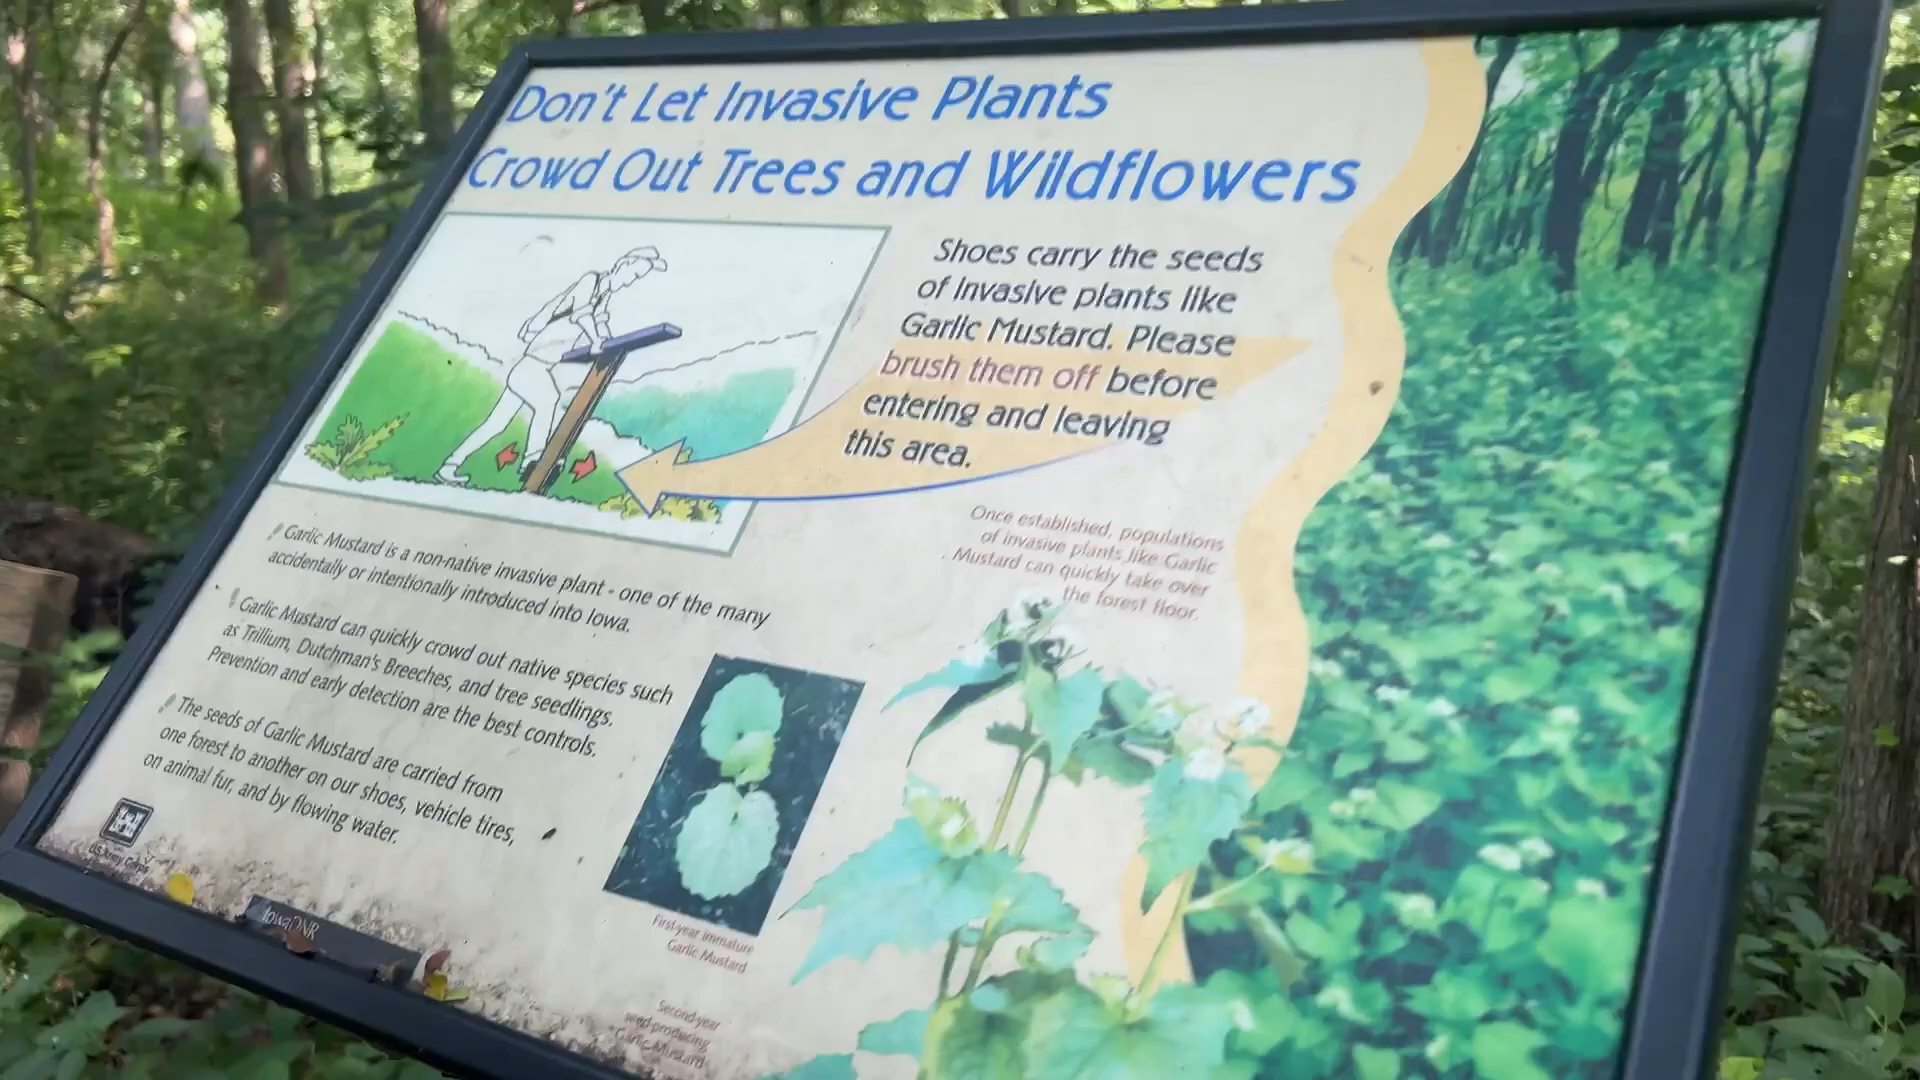 Don't Let Invasive Plants
Crowd Out Trees and Wildflowers
Shoes carry the seeds
of invasive plants like
Garlic Mustard. Please
brush them off before
entering and leaving
this area.
Once established, populations
of invasive plants like Garlic
Mustard can quickly take over
the forest floor.
Garlic Mustard is a non-native invasive plant - one of the many
accidentally or intentionally introduced into Iowa.
Garlic Mustard can quickly crowd out native species such
as Trillium, Dutchman's Breeches, and tree seedlings.
Prevention and early detection are the best controls.
The seeds of Garlic Mustard are carried from
one forest to another on our shoes, vehicle tires,
on animal fur, and by flowing water.
First-year immature
Garlic Mustard
Second-year
seed-producing
Garlic Mustard
US Army Corps
Iowa DNR